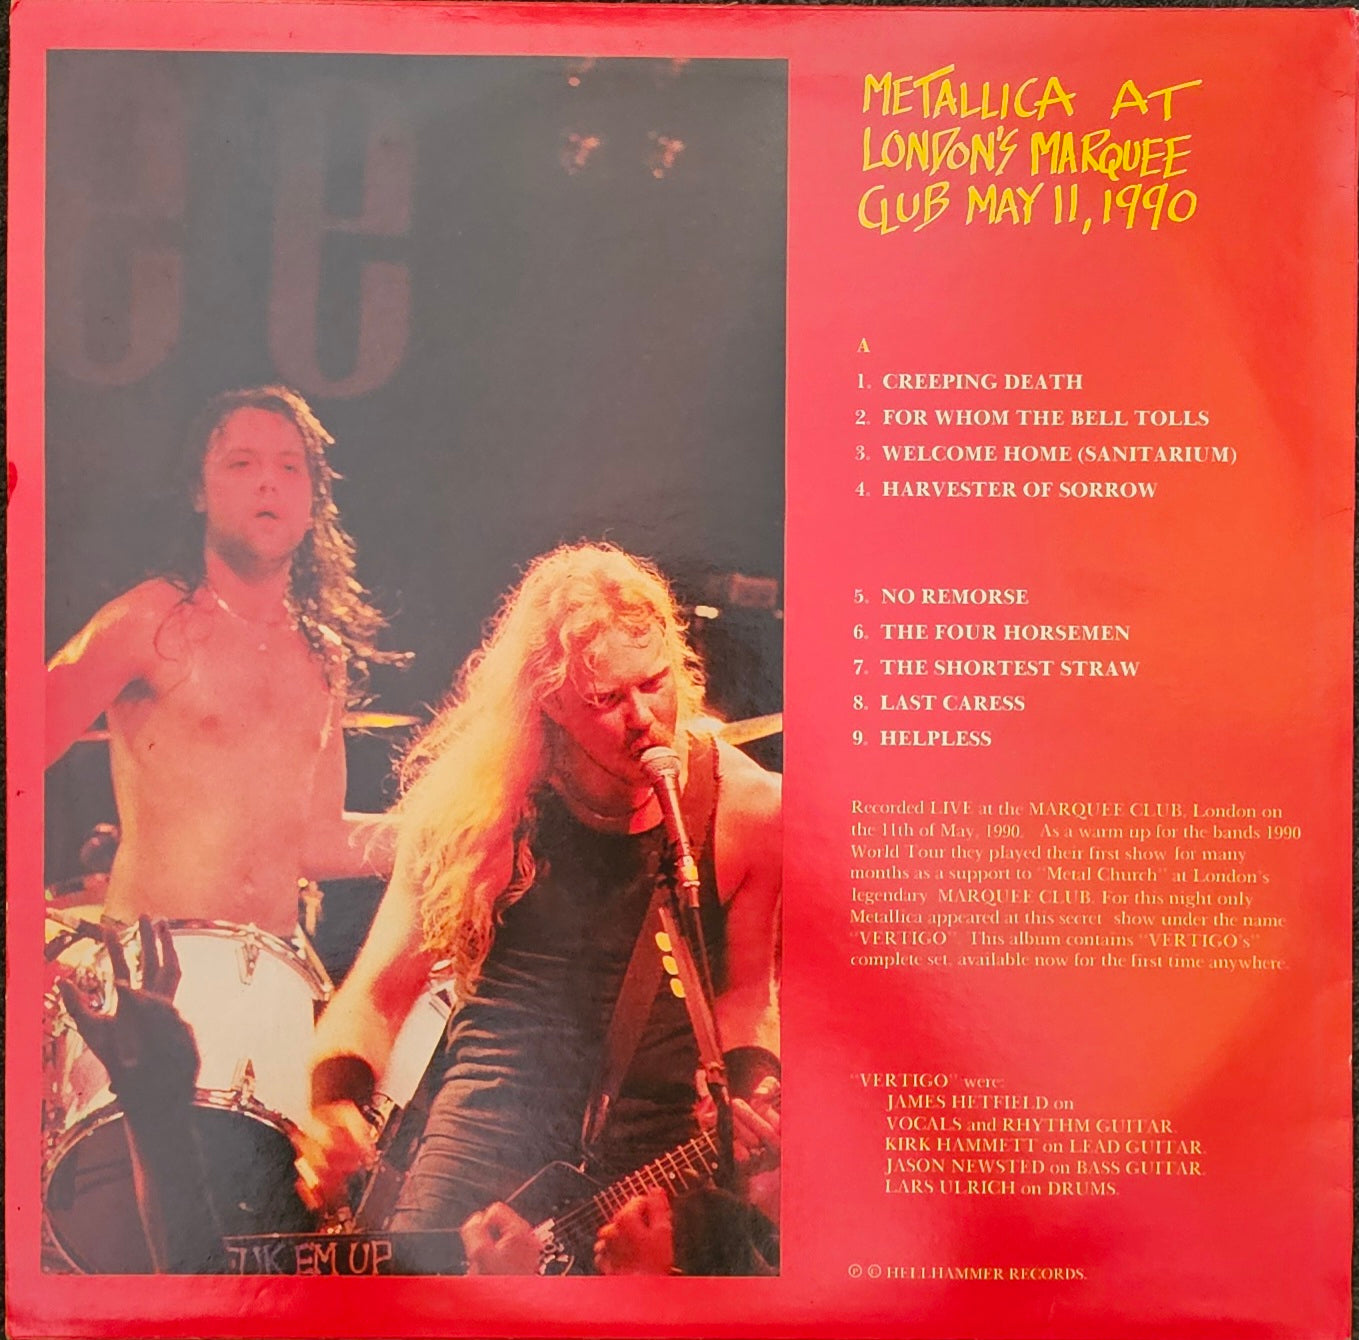 ee
METALLICA AT
LONDON'S MARQUEE
CLUB MAY 11, 1990
A
1. CREEPING DEATH
2. FOR WHOM THE BELL TOLLS
3. WELCOME HOME (SANITARIUM)
4. HARVESTER OF SORROW
5. NO REMORSE
6. THE FOUR HORSEMEN
7. THE SHORTEST STRAW
8. LAST CARESS
9. HELPLESS
Recorded LIVE at the MARQUEE CLUB, London on
the 11th of May, 1990. As a warm up for the bands 1990
World Tour they played their first show for many
months as a support to "Metal Church" at London's
legendary MARQUEE CLUB. For this night only
Metallica appeared at this secret show under the name
"VERTIGO". This album contains "VERTIGO's"
complete set, available now for the first time anywhere.
"VERTIGO" were:
JAMES HETFIELD on
VOCALS and RHYTHM GUITAR.
KIRK HAMMETT on LEAD GUITAR.
JASON NEWSTED on BASS GUITAR.
LARS ULRICH on DRUMS.
℗ © HELLHAMMER RECORDS.
EM UP